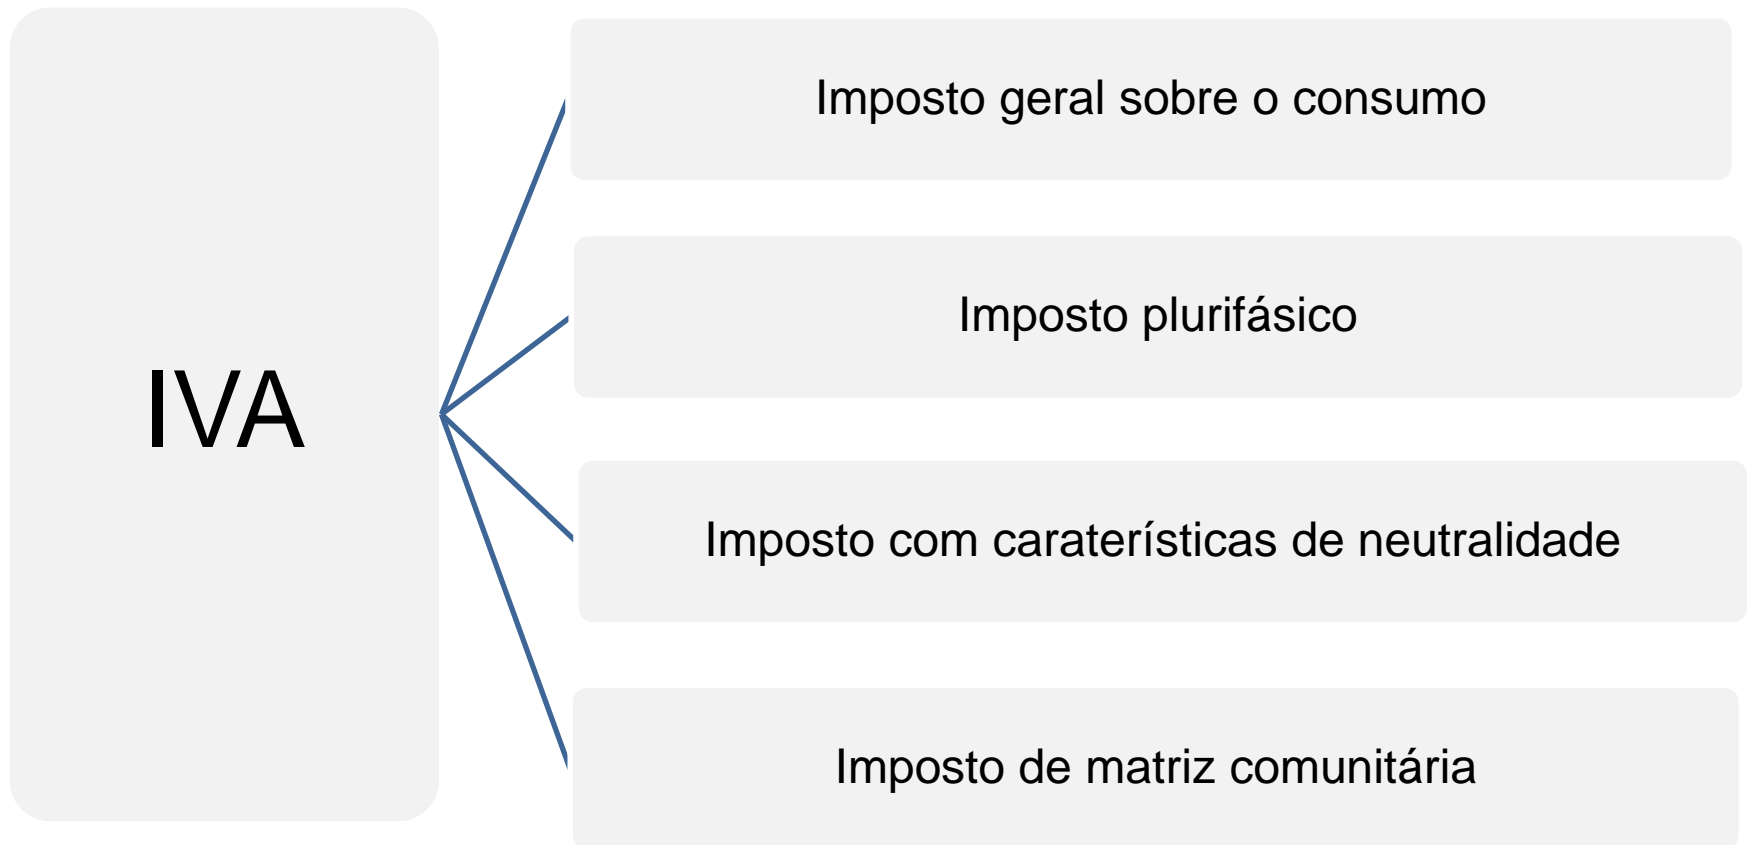 IVA
Imposto geral sobre o consumo
Imposto plurifásico
Imposto com caraterísticas de neutralidade
Imposto de matriz comunitária